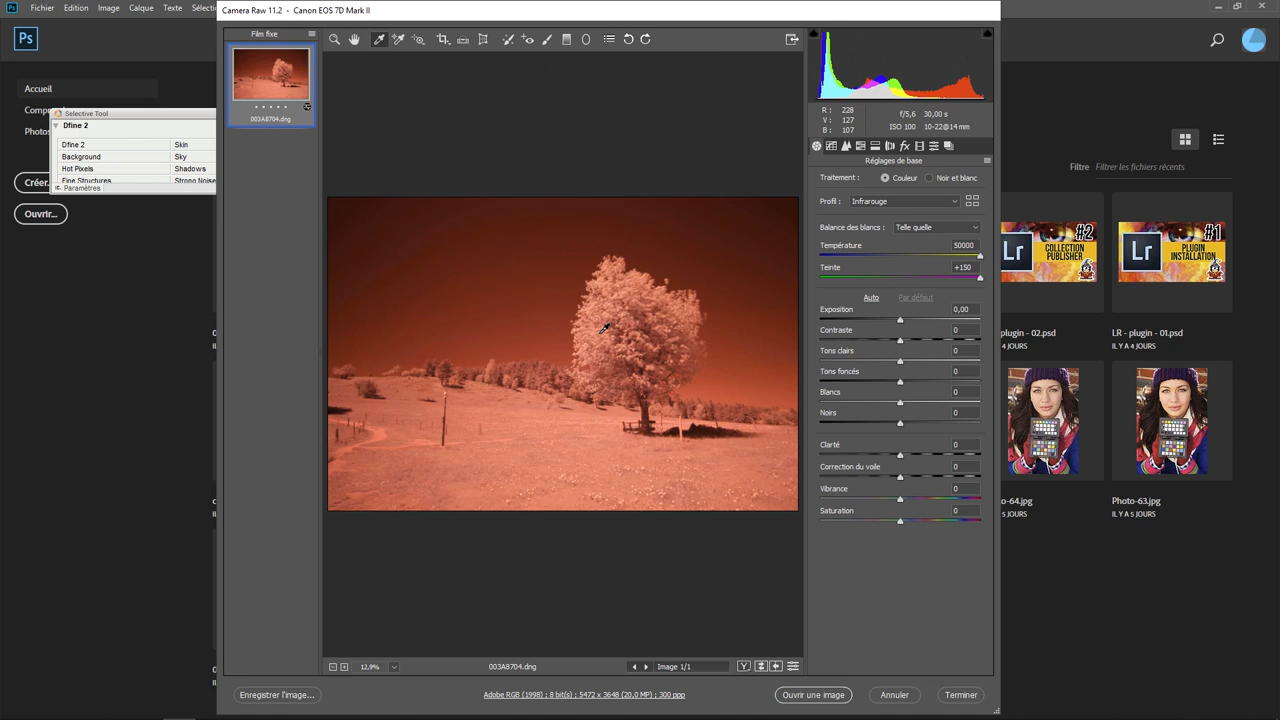 Ps Fichier Edition Image Calque Texte Sélecti
Camera Raw 11.2 - Canon EOS 7D Mark II
Ps
Accueil
Photos
Créer.
Ouvrir...
Selective Tool
Dfine 2
Dfine 2 Skin
Background Sky
Hot Pixels Shadows
Fine Structures Strong Noise
Paramètres
Film fixe
003A8704.dng
R : 228
V : 127
B : 107
f/5,6 30,00 s
ISO 100 10-22@14 mm
fx
Réglages de base
Traitement : Couleur Noir et blanc
Profil : Infrarouge
Balance des blancs : Telle quelle
Température 50000
Teinte +150
Auto Par défaut
Exposition 0,00
Contraste 0
Tons clairs 0
Tons foncés 0
Blancs 0
Noirs 0
Clarté 0
Correction du voile 0
Vibrance 0
Saturation 0
12,9%
003A8704.dng
Image 1/1
Y
Enregistrer l'image...
Adobe RGB (1998) ; 8 bit(s) ; 5472 x 3648 (20,0 MP) ; 300 ppp
Ouvrir une image
Annuler
Terminer
Filtre Filtrer les fichiers récents
Lr #2 COLLECTION PUBLISHER
Lr #1 PLUGIN INSTALLATION
plugin - 02.psd
A 4 JOURS
LR - plugin - 01.psd
IL Y A 4 JOURS
o-64.jpg
5 JOURS
Photo-63.jpg
IL Y A 5 JOURS